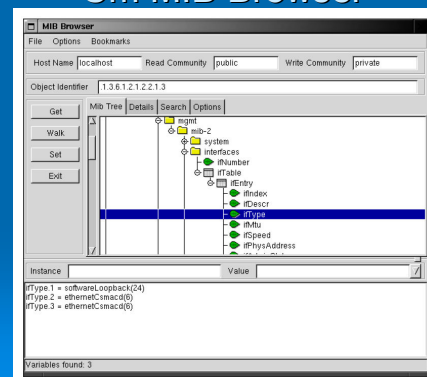 MIB Browser
File Options Bookmarks
Host Name localhost Read Community public Write Community private
Object Identifier .1.3.6.1.2.1.2.2.1.3
Get
Walk
Set
Exit
Mib Tree Details Search Options
mgmt
mib-2
system
interfaces
ifNumber
ifTable
ifEntry
ifIndex
ifDescr
ifType
ifMtu
ifSpeed
ifPhysAddress
Instance Value
ifType.1 = softwareLoopback(24)
ifType.2 = ethernetCsmacd(6)
ifType.3 = ethernetCsmacd(6)
Variables found: 3